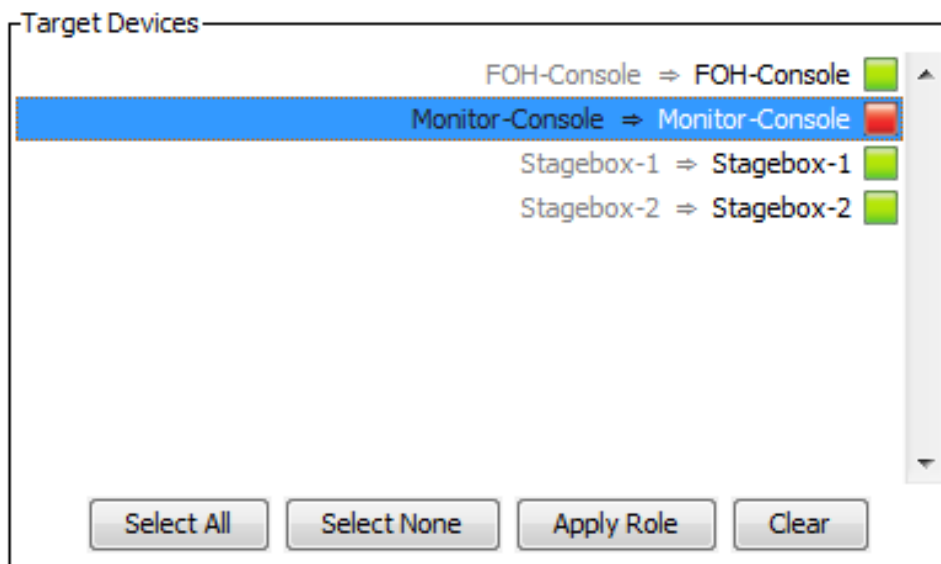 Target Devices
FOH-Console ⇒ FOH-Console
Monitor-Console ⇒ Monitor-Console
Stagebox-1 ⇒ Stagebox-1
Stagebox-2 ⇒ Stagebox-2
Select All Select None Apply Role Clear